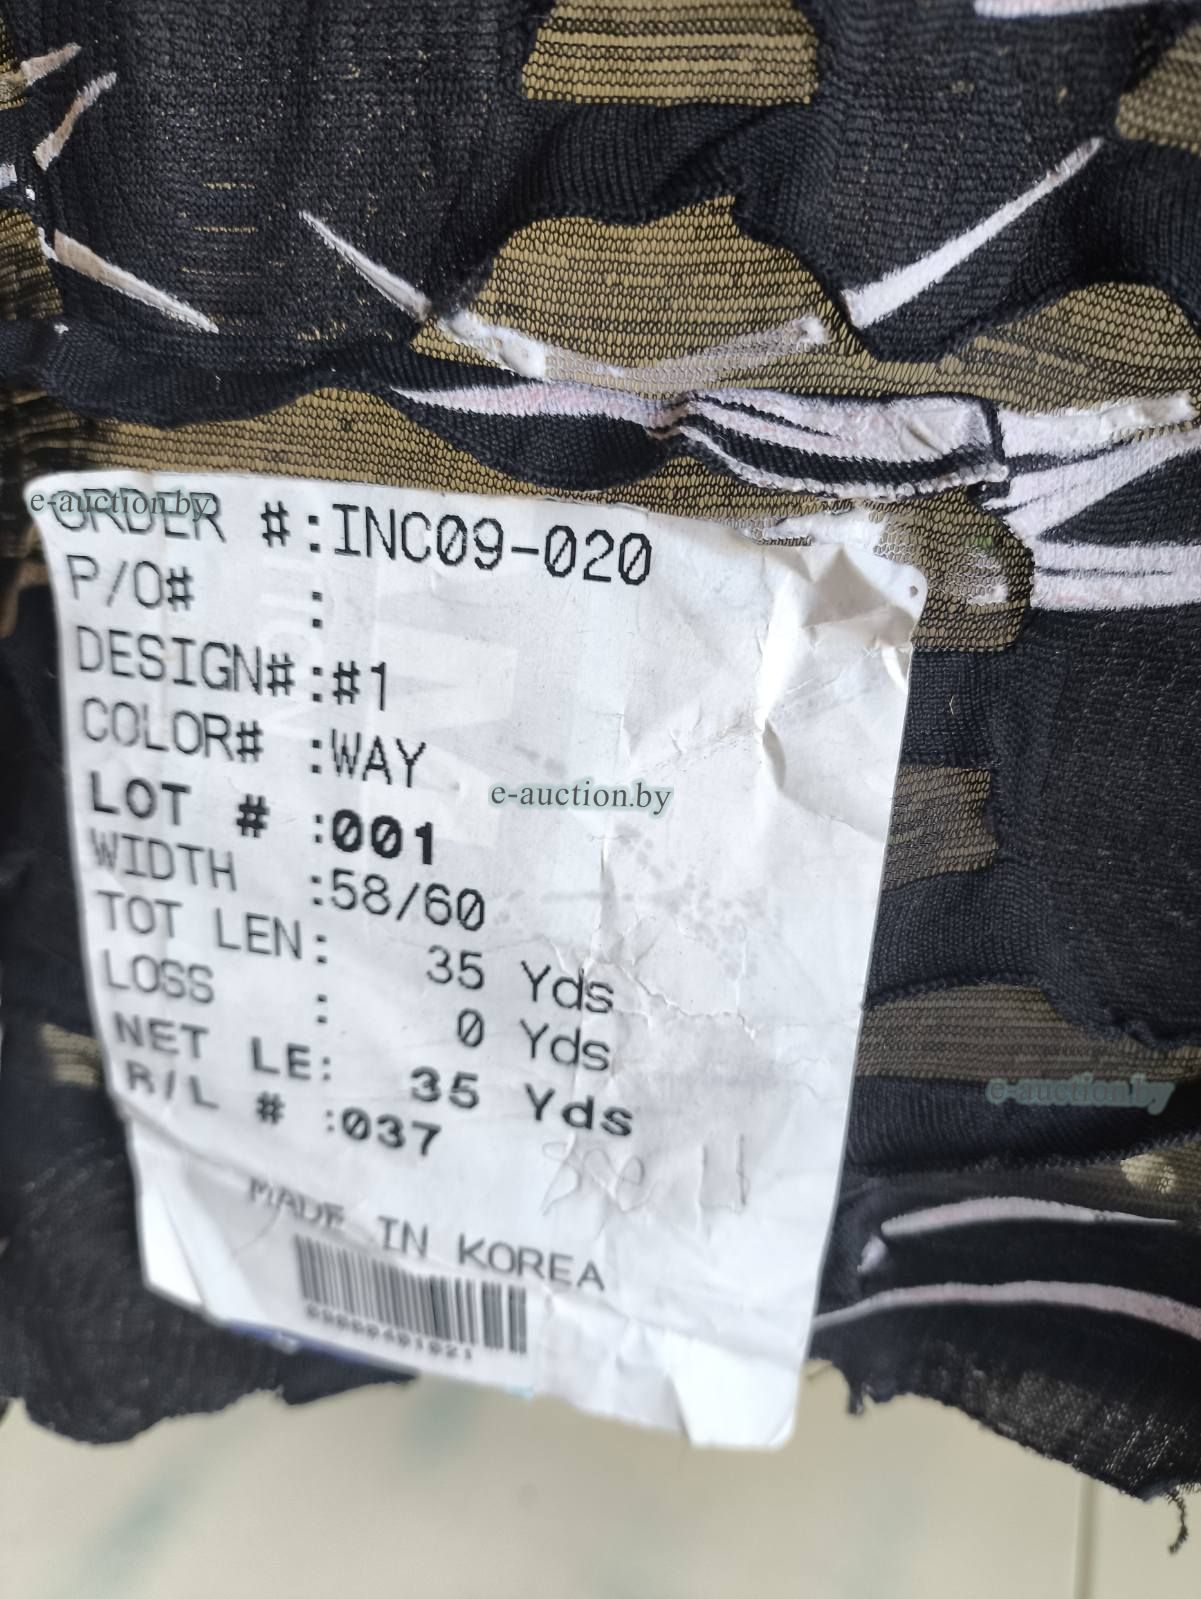 e-auction.by
ORDER #:INC09-020
P/O# :
DESIGN#:#1
COLOR# :WAY
e-auction.by
LOT # :001
WIDTH :58/60
TOT LEN: 35 Yds
LOSS : 0 Yds
NET LE: 35 Yds
e-auction.by
R/L # :037
MADE IN KOREA